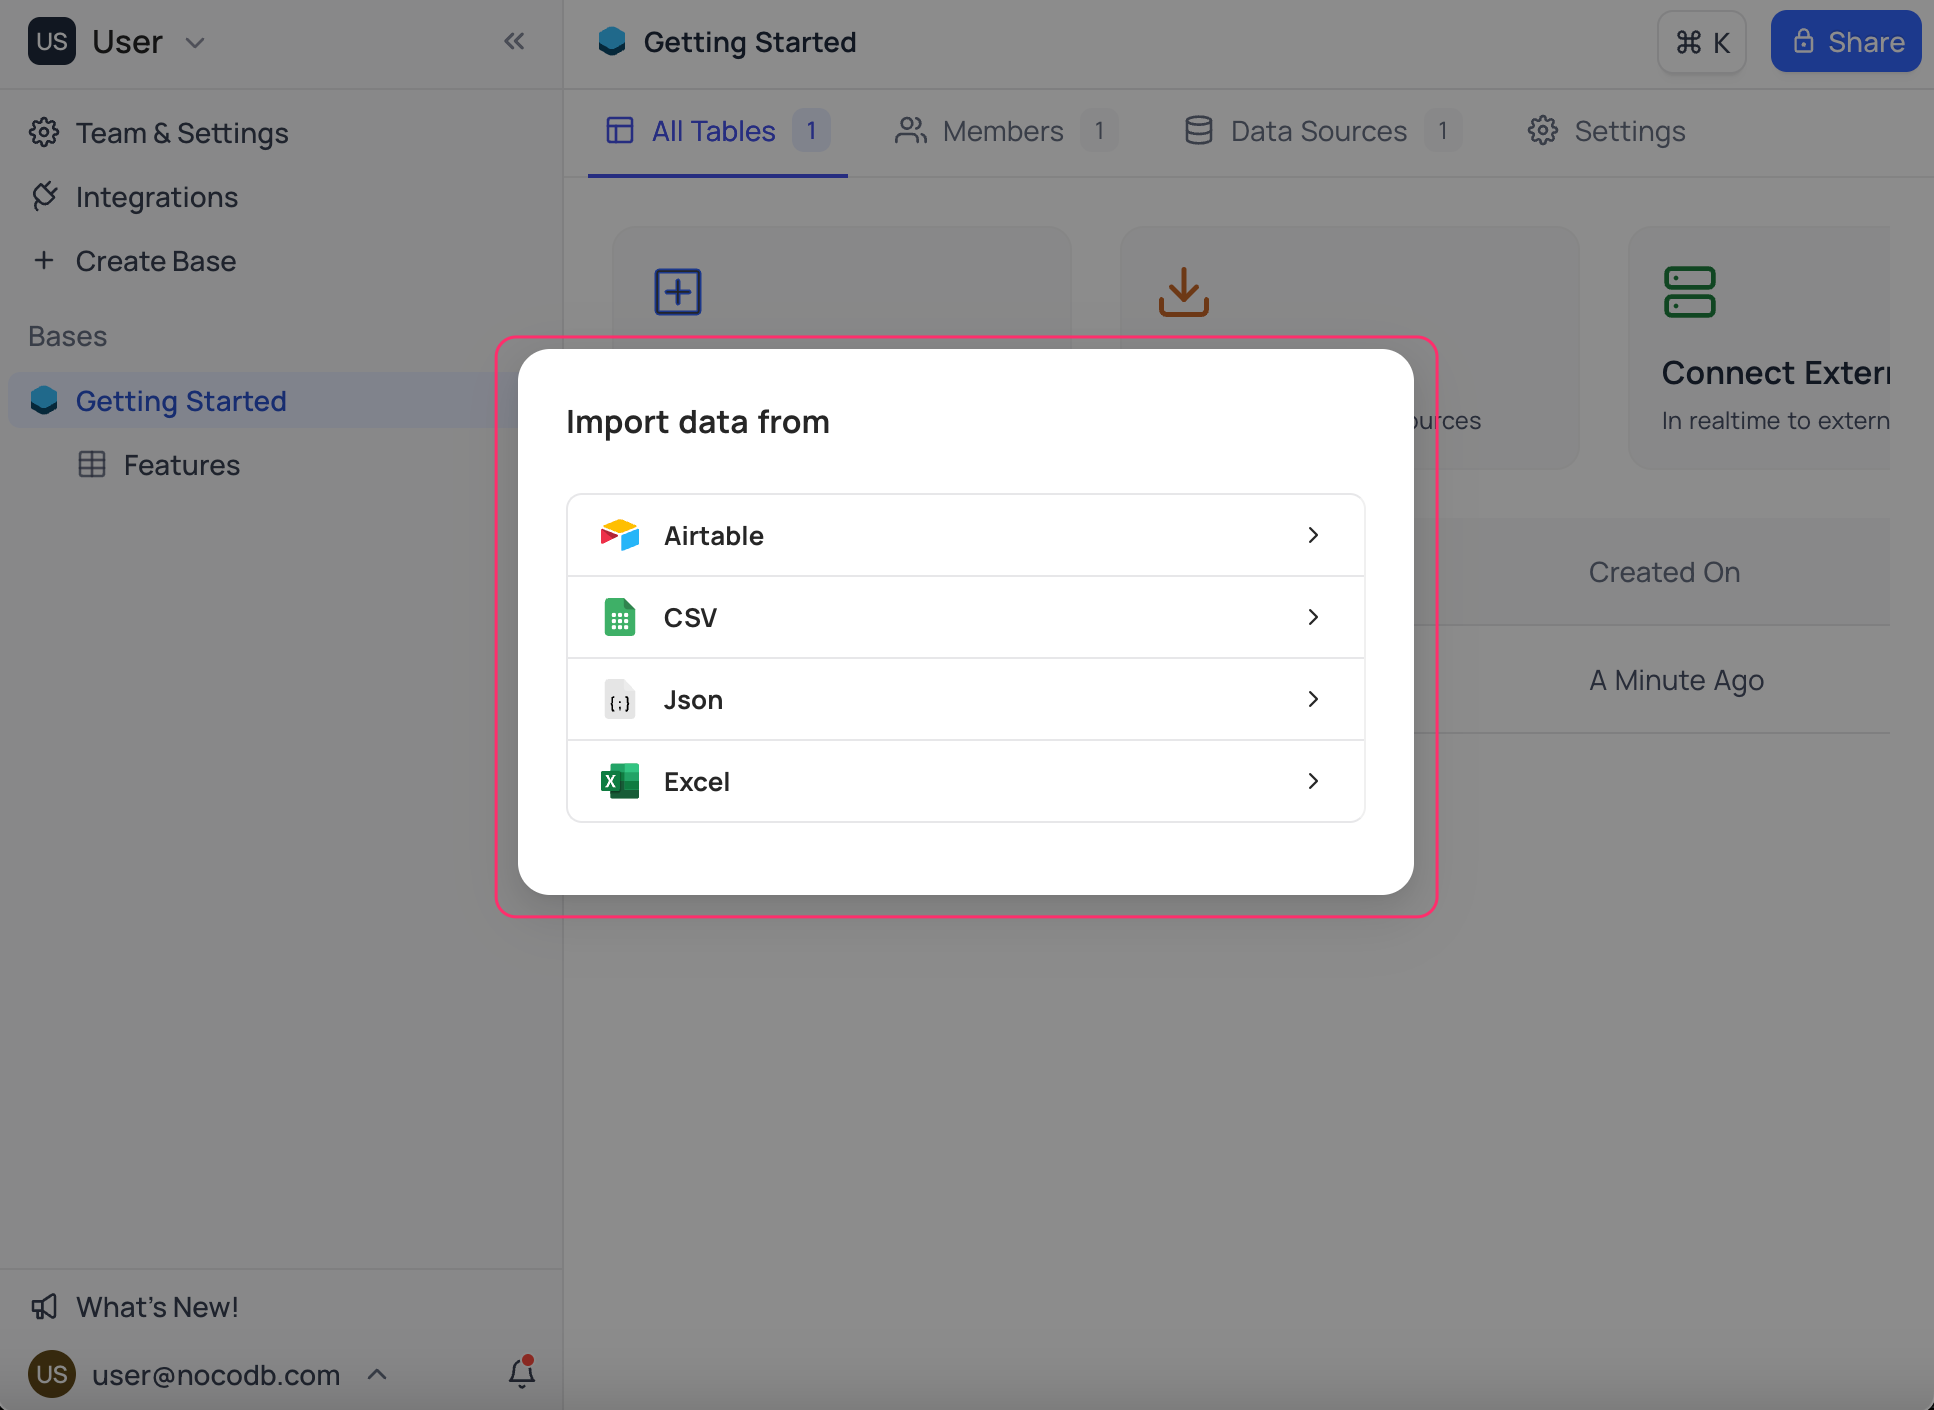 US User
Getting Started
⌘ K
Share
Team & Settings
Integrations
Create Base
Bases
Getting Started
Features
All Tables 1
Members 1
Data Sources 1
Settings
Connect Extern
In realtime to extern
ources
Import data from
Airtable
CSV
Json
Excel
Created On
A Minute Ago
What's New!
US user@nocodb.com